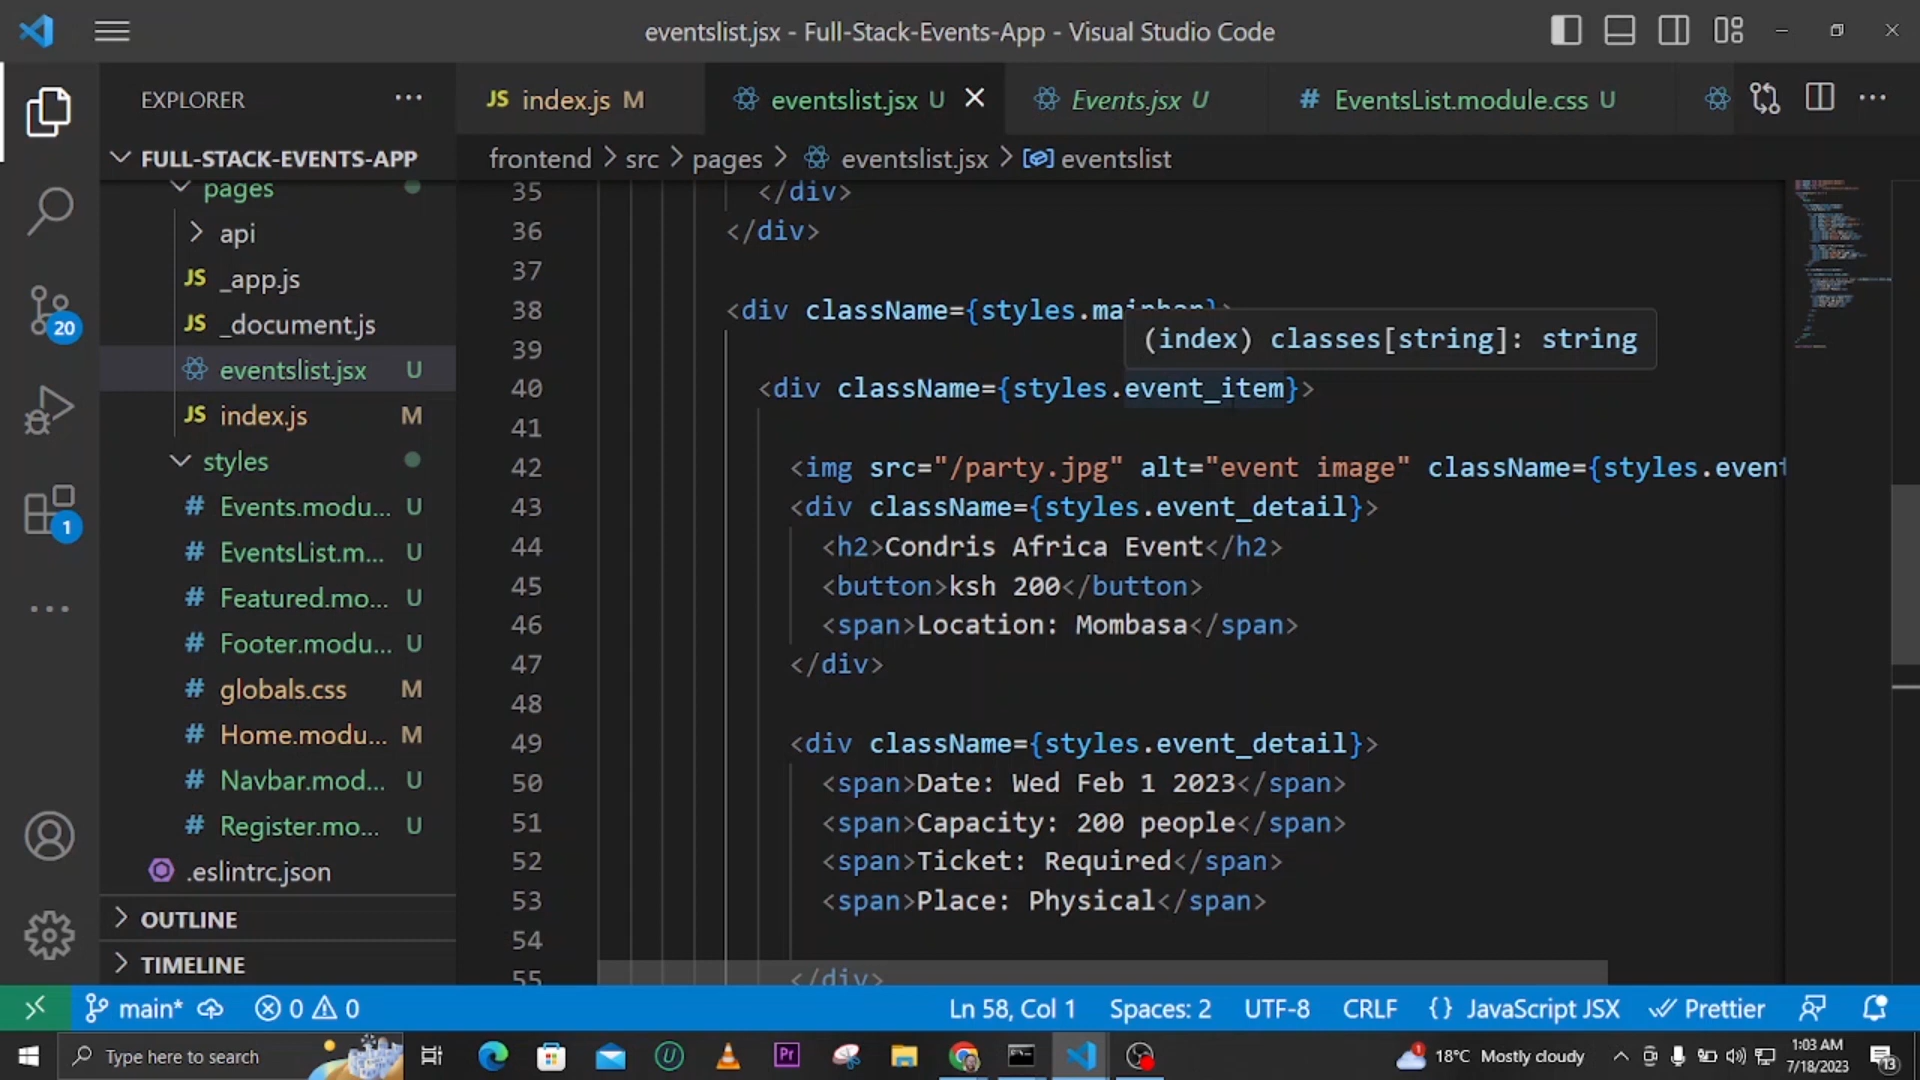 eventslist.jsx - Full-Stack-Events-App - Visual Studio Code
EXPLORER
JS index.js M
eventslist.jsx U
Events.jsx U
# EventsList.module.css U
FULL-STACK-EVENTS-APP
frontend > src > pages > eventslist.jsx > eventslist
pages
api
JS _app.js
JS _document.js
eventslist.jsx U
JS index.js M
styles
# Events.modu... U
# EventsList.m... U
# Featured.mo... U
# Footer.modu... U
# globals.css M
# Home.modu... M
# Navbar.mod... U
# Register.mo... U
.eslintrc.json
OUTLINE
TIMELINE
20
1
35 </div>
36 </div>
37
38 <div className={styles.
(index) classes[string]: string
39
40 <div className={styles.event_item}>
41
42 <img src="/party.jpg" alt="event image" className={styles.event
43 <div className={styles.event_detail}>
44 <h2>Condris Africa Event</h2>
45 <button>ksh 200</button>
46 <span>Location: Mombasa</span>
47 </div>
48
49 <div className={styles.event_detail}>
50 <span>Date: Wed Feb 1 2023</span>
51 <span>Capacity: 200 people</span>
52 <span>Ticket: Required</span>
53 <span>Place: Physical</span>
54
55 </div>
main* 0 0 Ln 58, Col 1 Spaces: 2 UTF-8 CRLF {} JavaScript JSX Prettier
Type here to search
Pr
18°C Mostly cloudy
1:03 AM
7/18/2023
13